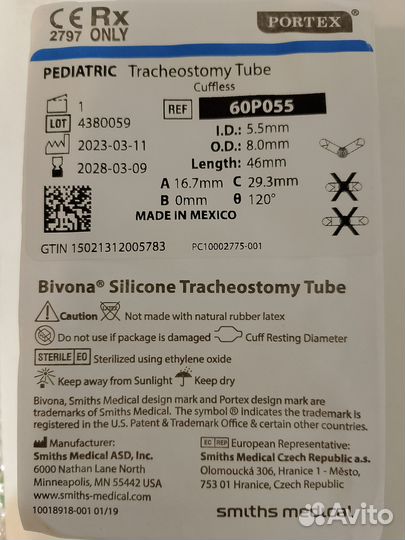 CE Rx PORTEX®
2797 ONLY
PEDIATRIC Tracheostomy Tube
Cuffless
1 REF 60P055
LOT 4380059 I.D.: 5.5mm
2023-03-11 O.D.: 8.0mm
2028-03-09 Length: 46mm
A 16.7mm C 29.3mm
B 0mm θ 120°
MADE IN MEXICO
GTIN 15021312005783 PC10002775-001
Bivona® Silicone Tracheostomy Tube
Caution Not made with natural rubber latex
Do not use if package is damaged Cuff Resting Diameter
STERILE EO Sterilized using ethylene oxide
Keep away from Sunlight Keep dry
Bivona, Smiths Medical design mark and Portex design mark are
trademarks of Smiths Medical. The symbol ® indicates the trademark is
registered in the U.S. Patent & Trademark Office & certain other countries.
Manufacturer: EC REP European Representative:
Smiths Medical ASD, Inc. Smiths Medical Czech Republic a.s.
6000 Nathan Lane North Olomoucká 306, Hranice 1 - Město,
Minneapolis, MN 55442 USA 753 01 Hranice, Czech Republic
www.smiths-medical.com
10018918-001 01/19 smiths medical
Avito